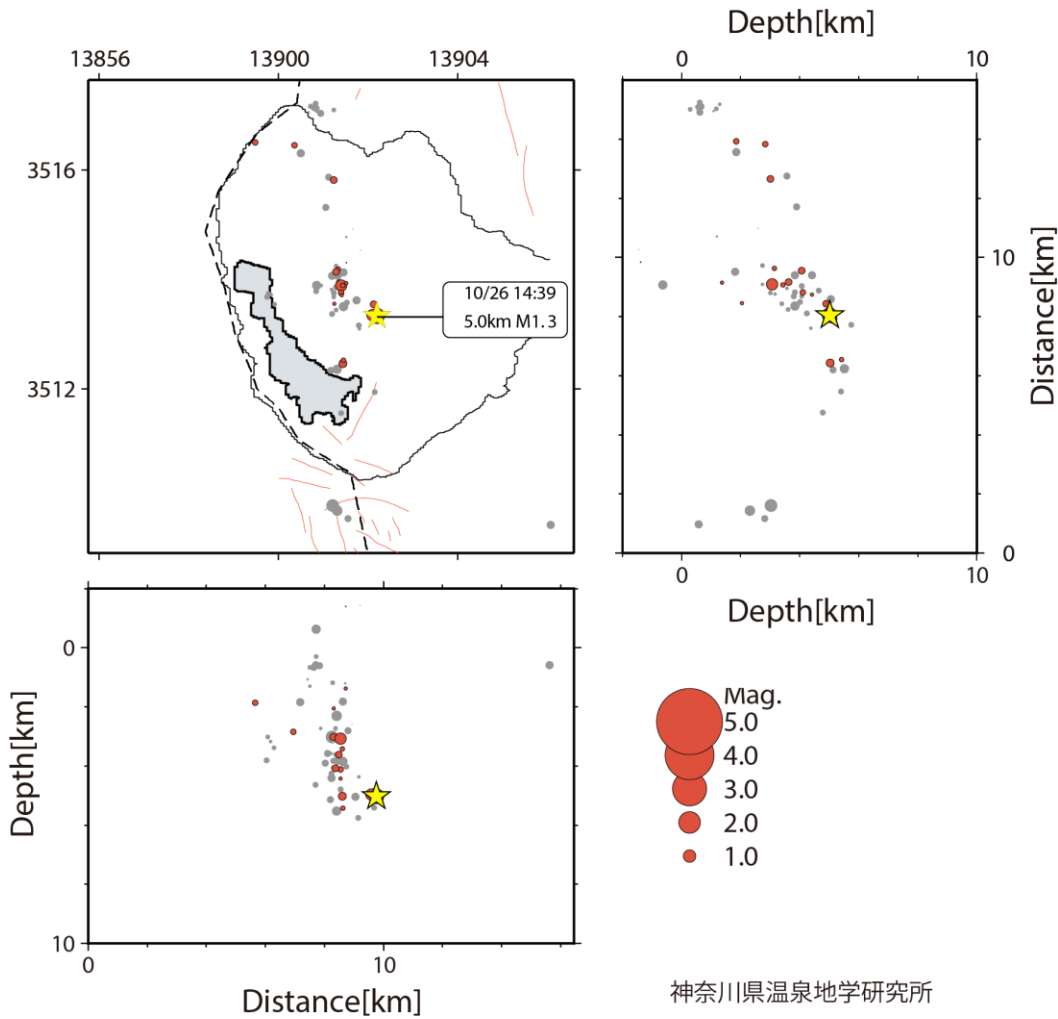 Depth[km]
13856
13900
13904
0
10
3516
3512
10/26 14:39
5.0km M1.3
10
0
Distance[km]
0
10
Depth[km]
0
10
Depth[km]
0
10
Distance[km]
Mag.
5.0
4.0
3.0
2.0
1.0
神奈川県温泉地学研究所